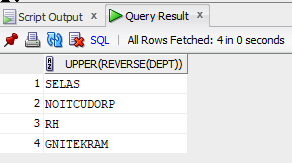 Script Output × Query Result ×
SQL | All Rows Fetched: 4 in 0 seconds
UPPER(REVERSE(DEPT))
1 SELAS
2 NOITCUDORP
3 RH
4 GNITEKRAM